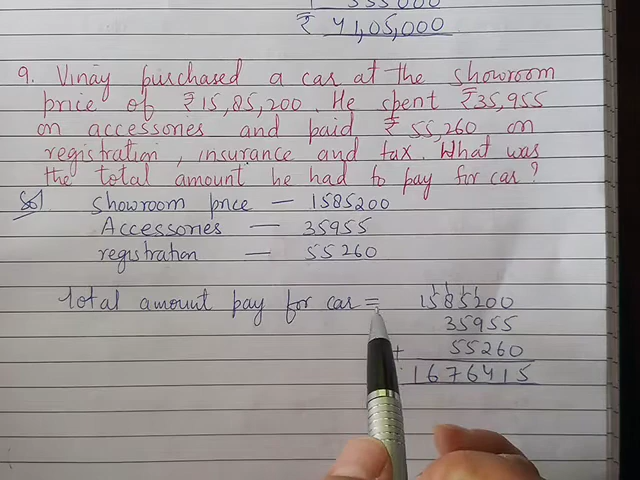 ₹ 41,05,000
9. Vinay purchased a car at the showroom
price of ₹15,85,200. He spent ₹35,955
on accessories and paid ₹ 55,260 on
registration, insurance and tax. What was
the total amount he had to pay for car?
Sol showroom price — 1585200
Accessories — 35955
registration — 55260
Total amount pay for car = 1585200
35955
+ 55260
1676415